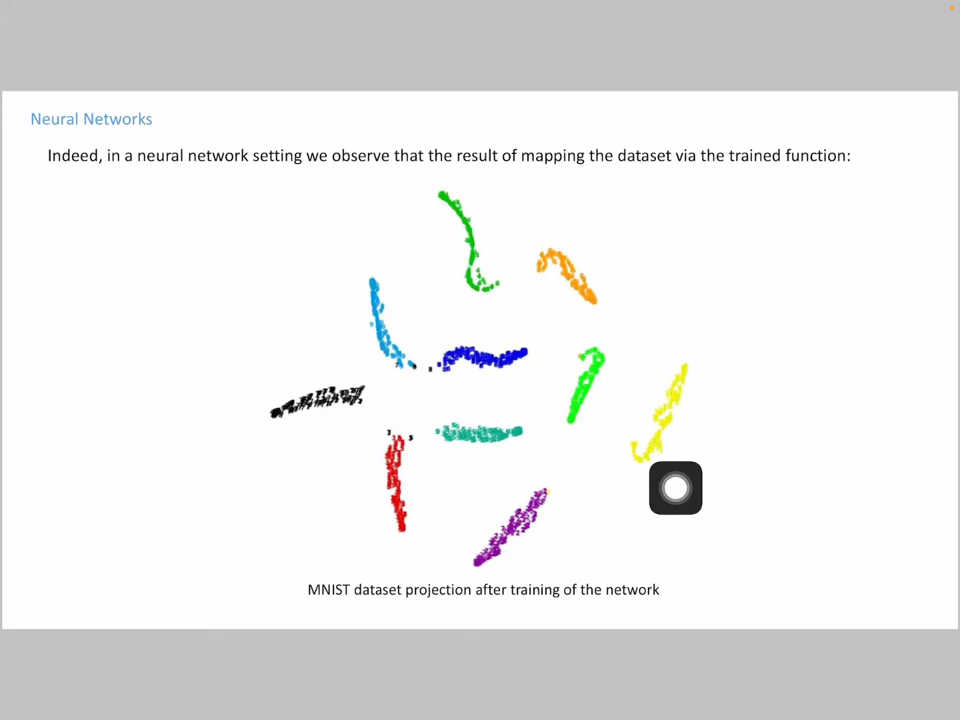 Neural Networks
Indeed, in a neural network setting we observe that the result of mapping the dataset via the trained function:
MNIST dataset projection after training of the network